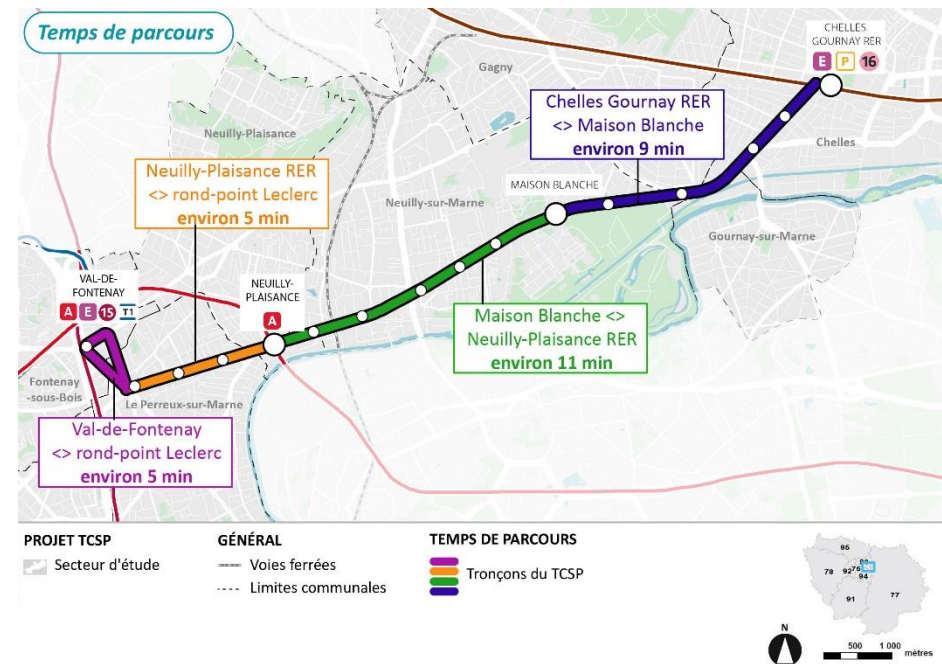 Temps de parcours
CHELLES
GOURNAY RER
E P 16
Gagny
Chelles Gournay RER
<> Maison Blanche
environ 9 min
Neuilly-Plaisance
Chelles
Neuilly-Plaisance RER
<> rond-point Leclerc
environ 5 min
MAISON BLANCHE
Neuilly-sur-Marne
Gournay-sur-Marne
VAL-DE-
FONTENAY
A E 15 T1
NEUILLY-
PLAISANCE
A
Maison Blanche <>
Neuilly-Plaisance RER
environ 11 min
Fontenay
-sous-Bois
Le Perreux-sur-Marne
Val-de-Fontenay
<> rond-point Leclerc
environ 5 min
PROJET TCSP
Secteur d'étude
GÉNÉRAL
Voies ferrées
Limites communales
TEMPS DE PARCOURS
Tronçons du TCSP
95
78 92 75
94
91
77
N
500 1 000
mètres